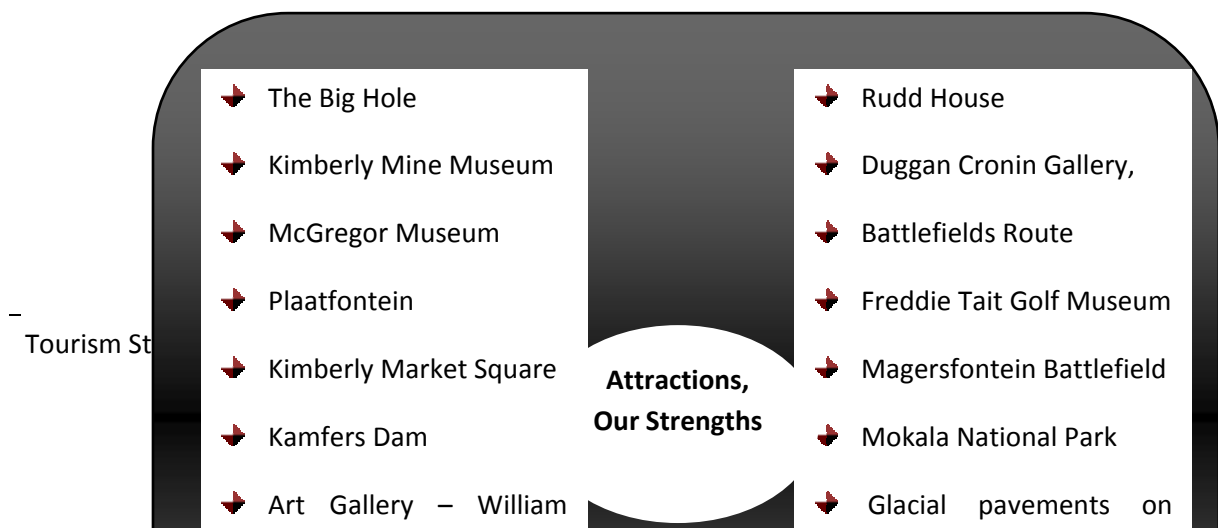 The Big Hole
Kimberly Mine Museum
McGregor Museum
Plaatfontein
Kimberly Market Square
Kamfers Dam
Art Gallery – William
Rudd House
Duggan Cronin Gallery,
Battlefields Route
Freddie Tait Golf Museum
Magersfontein Battlefield
Mokala National Park
Glacial pavements on
Attractions,
Our Strengths
–
Tourism St